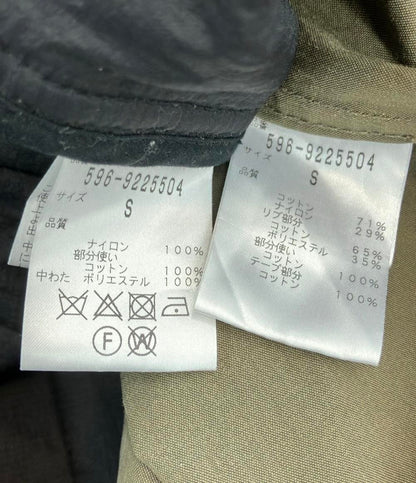 品番
596-9225504
サイズ
S
品質
ナイロン 100%
部分使い
コットン 100%
中わた ポリエステル 100%
F
W
品番
596-9225504
サイズ
S
品質
コットン 71%
ナイロン 29%
リブ部分
コットン 65%
ポリエステル 35%
部分使い
コットン 100%
テープ部分
コットン 100%